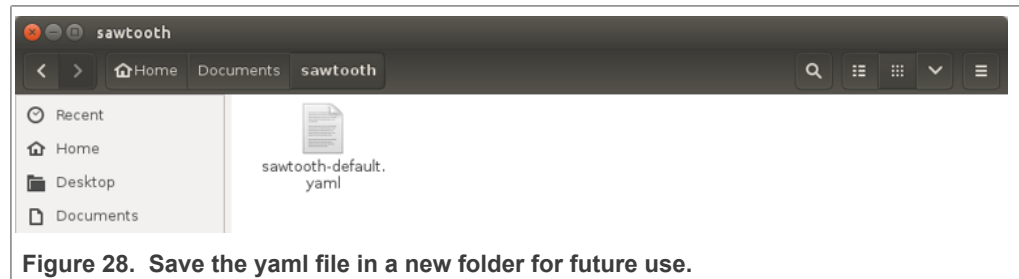 sawtooth
Home Documents sawtooth
Recent
Home
Desktop
Documents
sawtooth-default.
yaml
Figure 28. Save the yaml file in a new folder for future use.